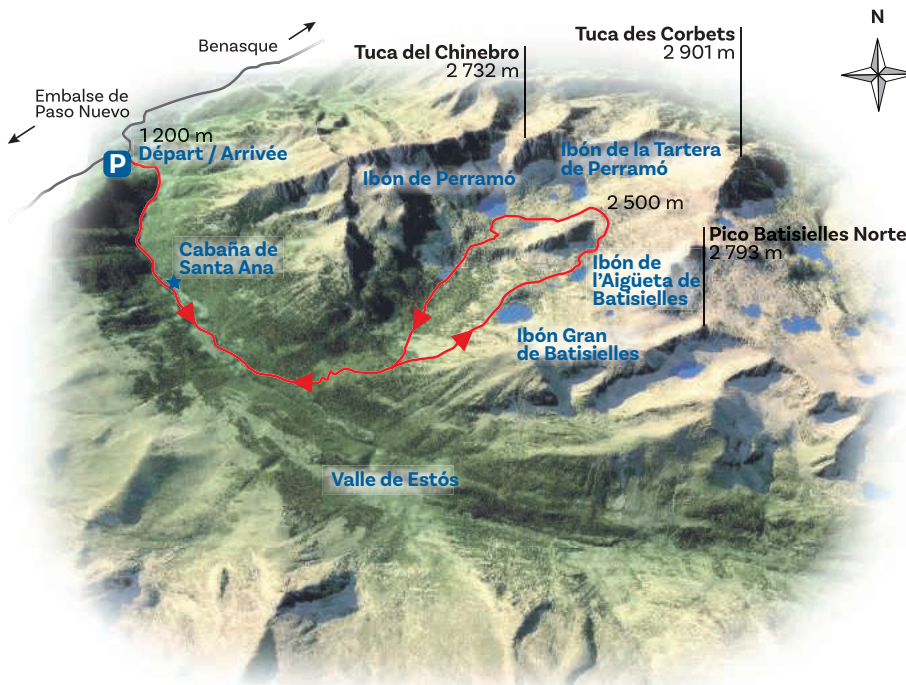 N
Benasque
Tuca des Corbets
2 901 m
Tuca del Chinebro
2 732 m
Embalse de
Paso Nuevo
1 200 m
P
Départ / Arrivée
Ibón de la Tartera
de Perramó
Ibón de Perramó
2 500 m
Pico Batisielles Norte
2 793 m
Cabaña de
Santa Ana
Ibón de
l’Aigüeta de
Batisielles
Ibón Gran
de Batisielles
Valle de Estós